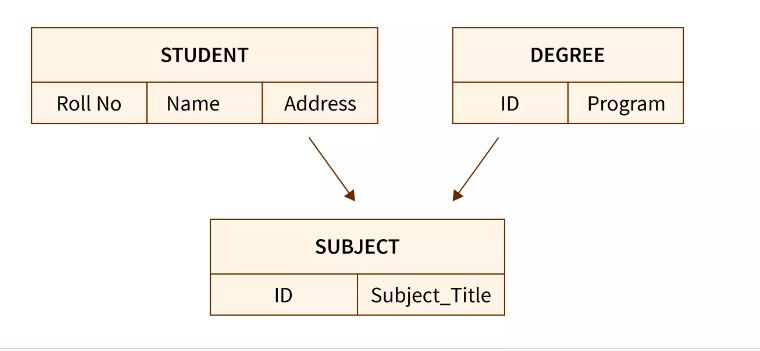 STUDENT
DEGREE
Roll No Name Address
ID Program
SUBJECT
ID Subject_Title